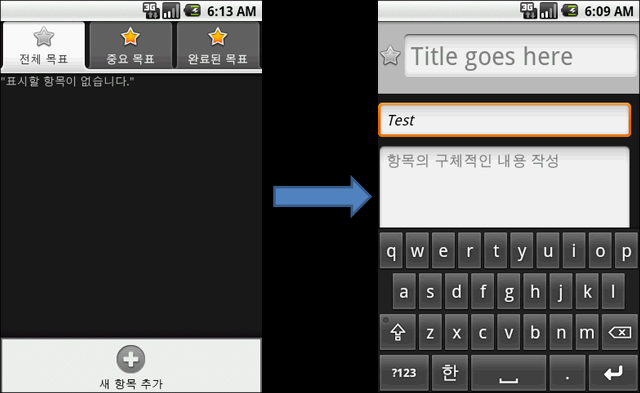 3G 6:13 AM
전체 목표 중요 목표 완료된 목표
"표시할 항목이 없습니다."
새 항목 추가
3G 6:09 AM
Title goes here
Test
항목의 구체적인 내용 작성
q w e r t y u i o p
a s d f g h j k l
z x c v b n m
?123 한 .